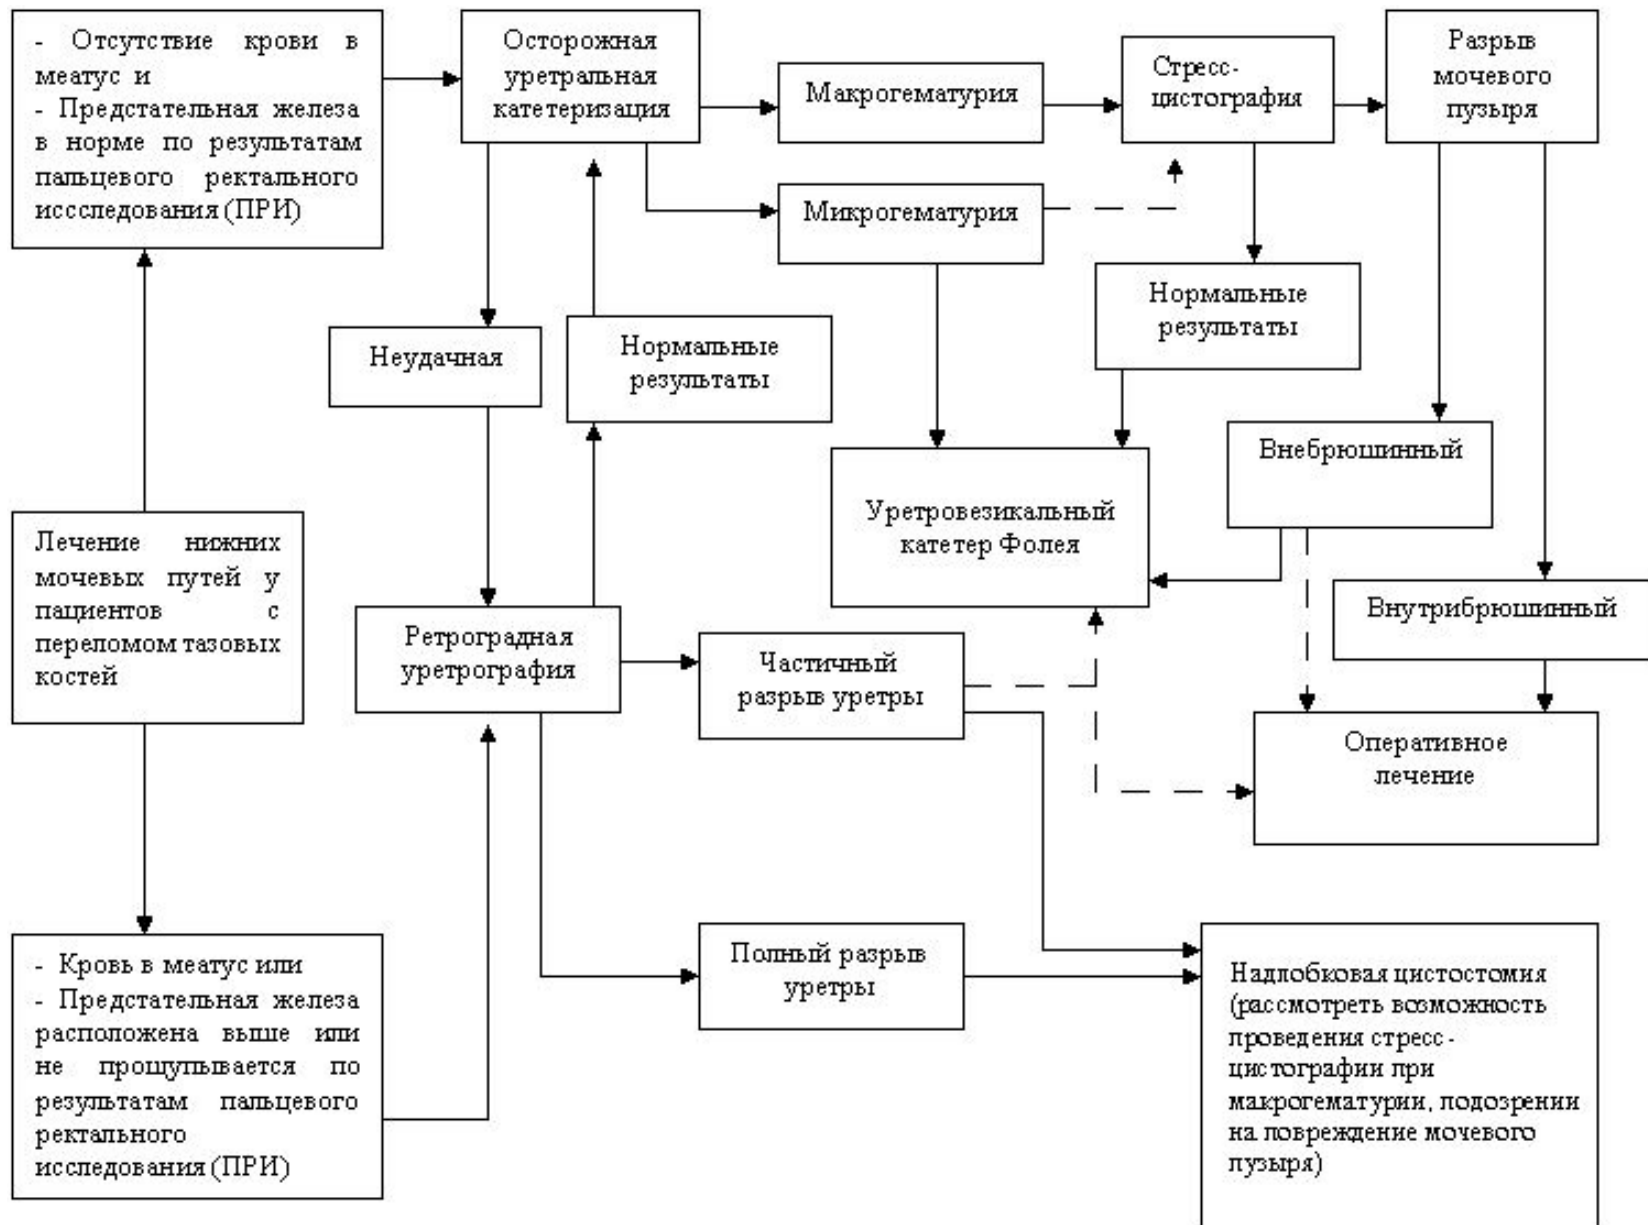 - Отсутствие крови в
меатус и
- Предстательная железа
в норме по результатам
пальцевого ректального
иссследования (ПРИ)
Осторожная
уретральная
катетеризация
Макрогематурия
Микрогематурия
Стресс-
цистография
Разрыв
мочевого
пузыря
Нормальные
результаты
Неудачная
Нормальные
результаты
Внебрюшинный
Уретровезикальный
катетер Фолея
Лечение нижних
мочевых путей у
пациентов с
переломом тазовых
костей
Внутрибрюшинный
Ретроградная
уретрография
Частичный
разрыв уретры
Оперативное
лечение
- Кровь в меатус или
- Предстательная железа
расположена выше или
не прощупывается по
результатам пальцевого
ректального
исследования (ПРИ)
Полный разрыв
уретры
Надлобковая цистостомия
(рассмотреть возможность
проведения стресс-
цистографии при
макрогематурии, подозрении
на повреждение мочевого
пузыря)